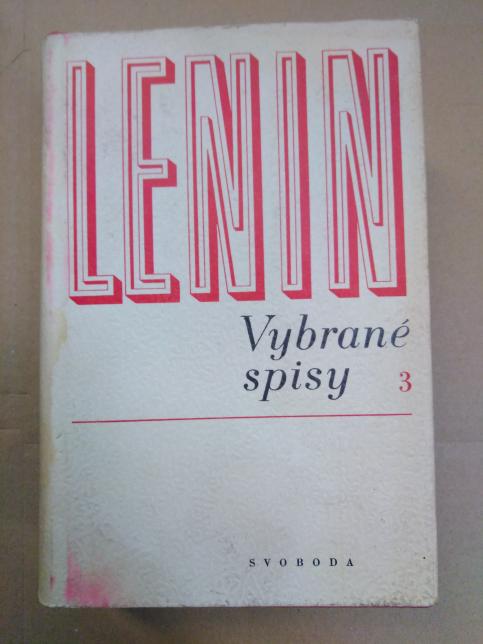 LENIN
Vybrané
spisy 3
SVOBODA